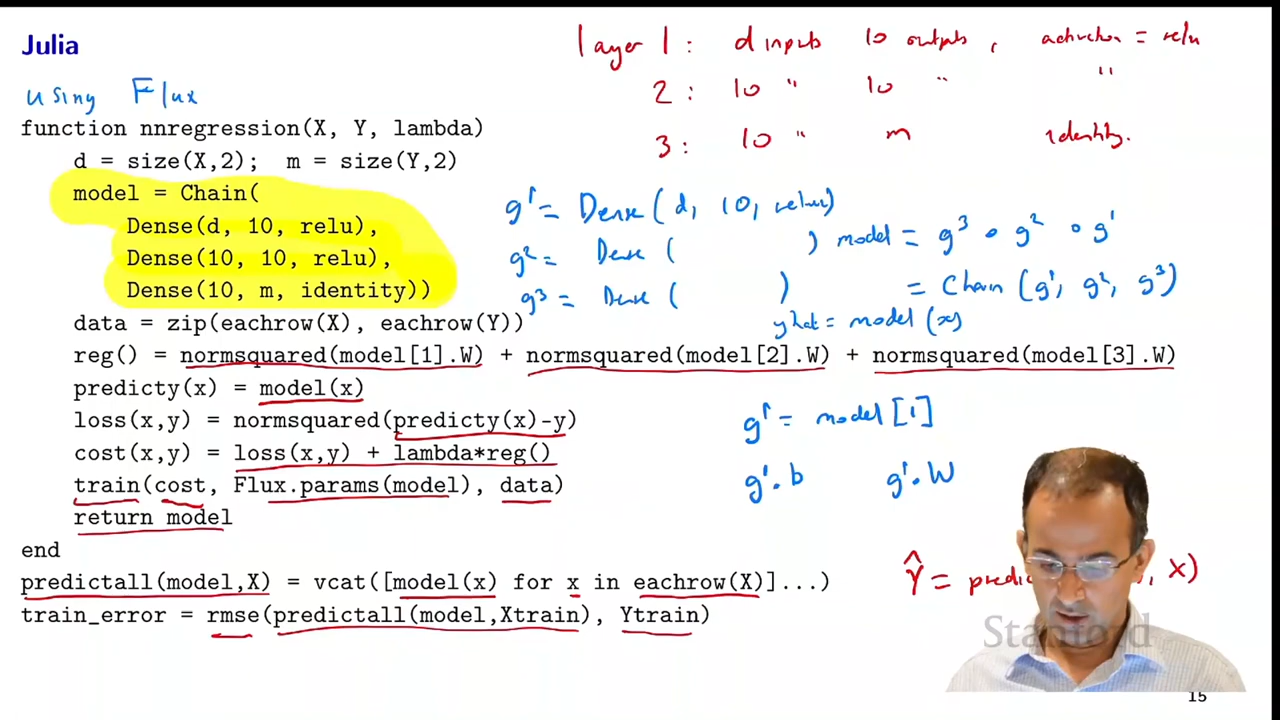 Julia
layer 1 : d inputs 10 outputs , activation = relu
2 : 10 " 10 " "
3 : 10 " m identity.
using Flux
function nnregression(X, Y, lambda)
d = size(X,2); m = size(Y,2)
model = Chain(
Dense(d, 10, relu),
Dense(10, 10, relu),
Dense(10, m, identity))
g¹ = Dense( d, 10, relu)
g² = Dense ( )
g³ = Dense ( )
model = g³ ∘ g² ∘ g¹
= Chain (g¹, g², g³)
yhat = model (x)
data = zip(eachrow(X), eachrow(Y))
reg() = normsquared(model[1].W) + normsquared(model[2].W) + normsquared(model[3].W)
predicty(x) = model(x)
loss(x,y) = normsquared(predicty(x)-y)
cost(x,y) = loss(x,y) + lambda*reg()
train(cost, Flux.params(model), data)
return model
end
g¹ = model [1]
g¹.b g¹.W
predictall(model,X) = vcat([model(x) for x in eachrow(X)]...)
train_error = rmse(predictall(model,Xtrain), Ytrain)
Ŷ = , X)
Stanford
15